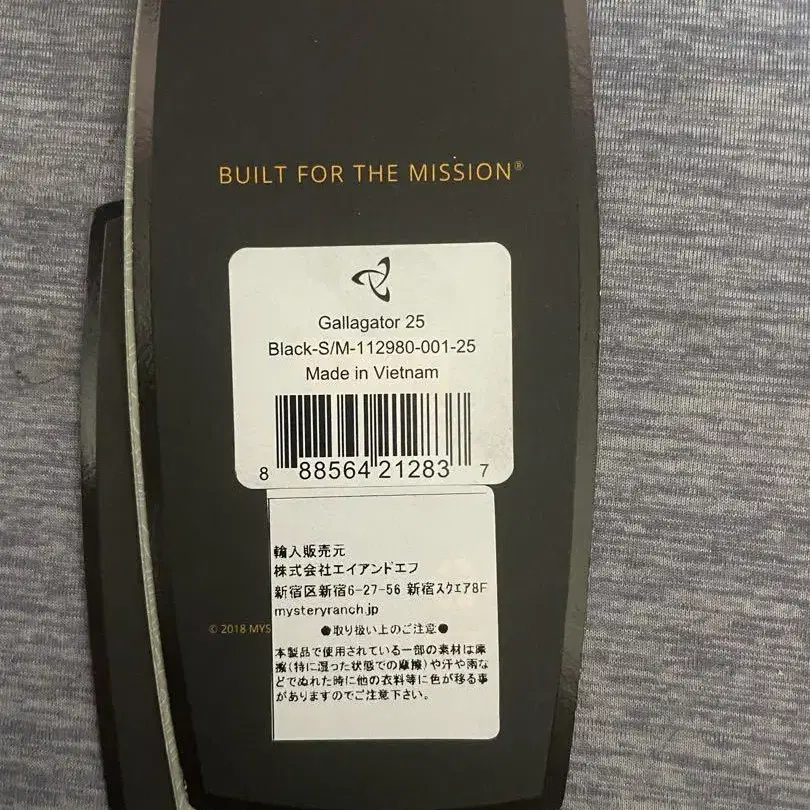 BUILT FOR THE MISSION®
Gallagator 25
Black-S/M-112980-001-25
Made in Vietnam
8 88564 21283 7
輸入販売元
株式会社エイアンドエフ
新宿区新宿6-27-56 新宿スクエア8F
mysteryranch.jp
© 2018 MYS
●取り扱い上のご注意●
本製品で使用されている一部の素材は摩
擦(特に湿った状態での摩擦)や汗や雨な
どでぬれた時に他の衣料等に色が移る事
がありますのでご注意下さい。